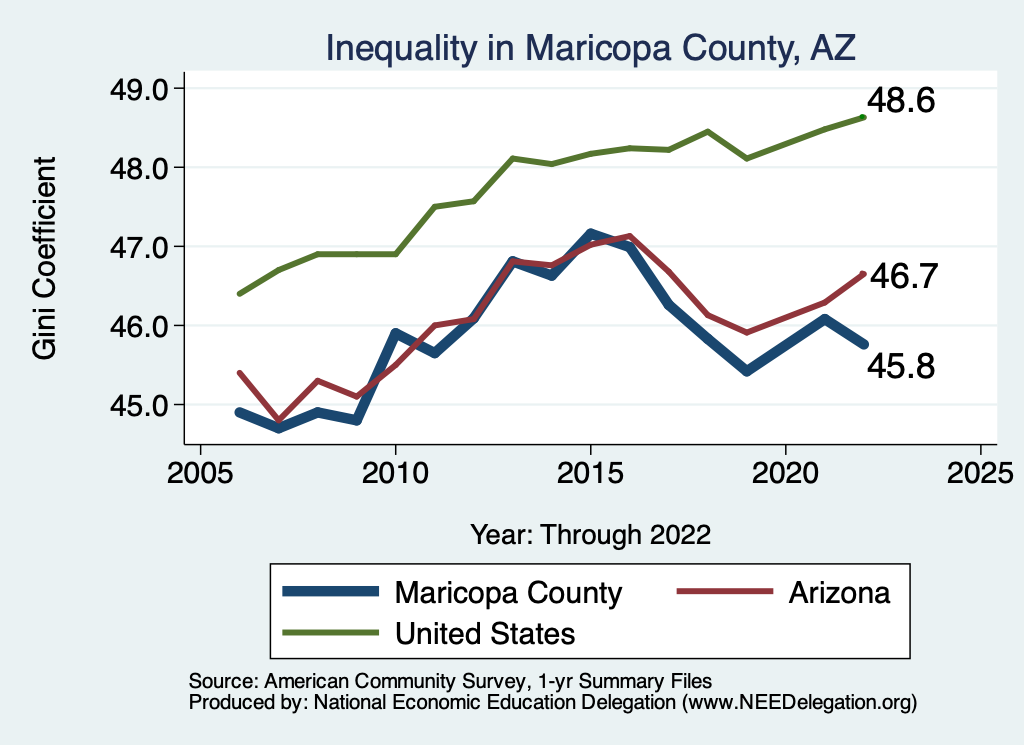 Inequality in Maricopa County, AZ
49.0
48.0
47.0
46.0
45.0
Gini Coefficient
48.6
46.7
45.8
2005 2010 2015 2020 2025
Year: Through 2022
Maricopa County Arizona
United States
Source: American Community Survey, 1-yr Summary Files
Produced by: National Economic Education Delegation (www.NEEDelegation.org)